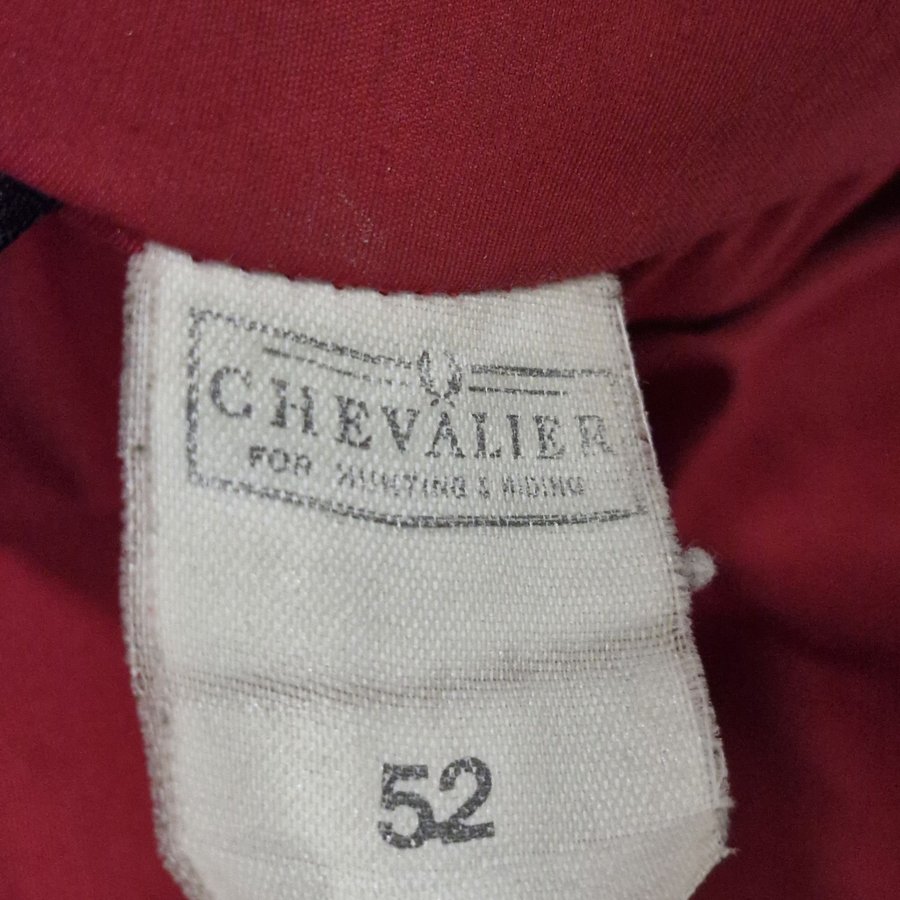 CHEVALIER
FOR HUNTING & RIDING
52